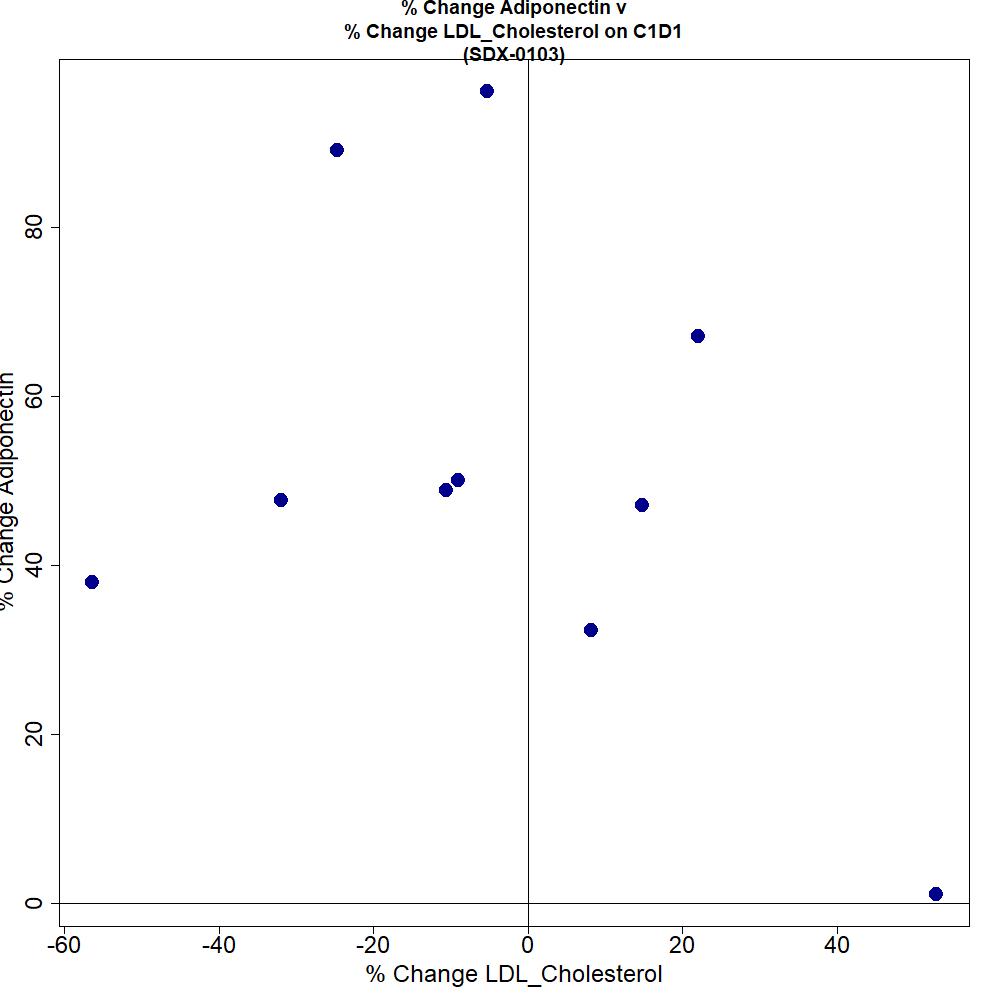 % Change Adiponectin v
% Change LDL_Cholesterol on C1D1
(SDX-0103)
% Change Adiponectin
80
60
40
20
0
-60 -40 -20 0 20 40
% Change LDL_Cholesterol